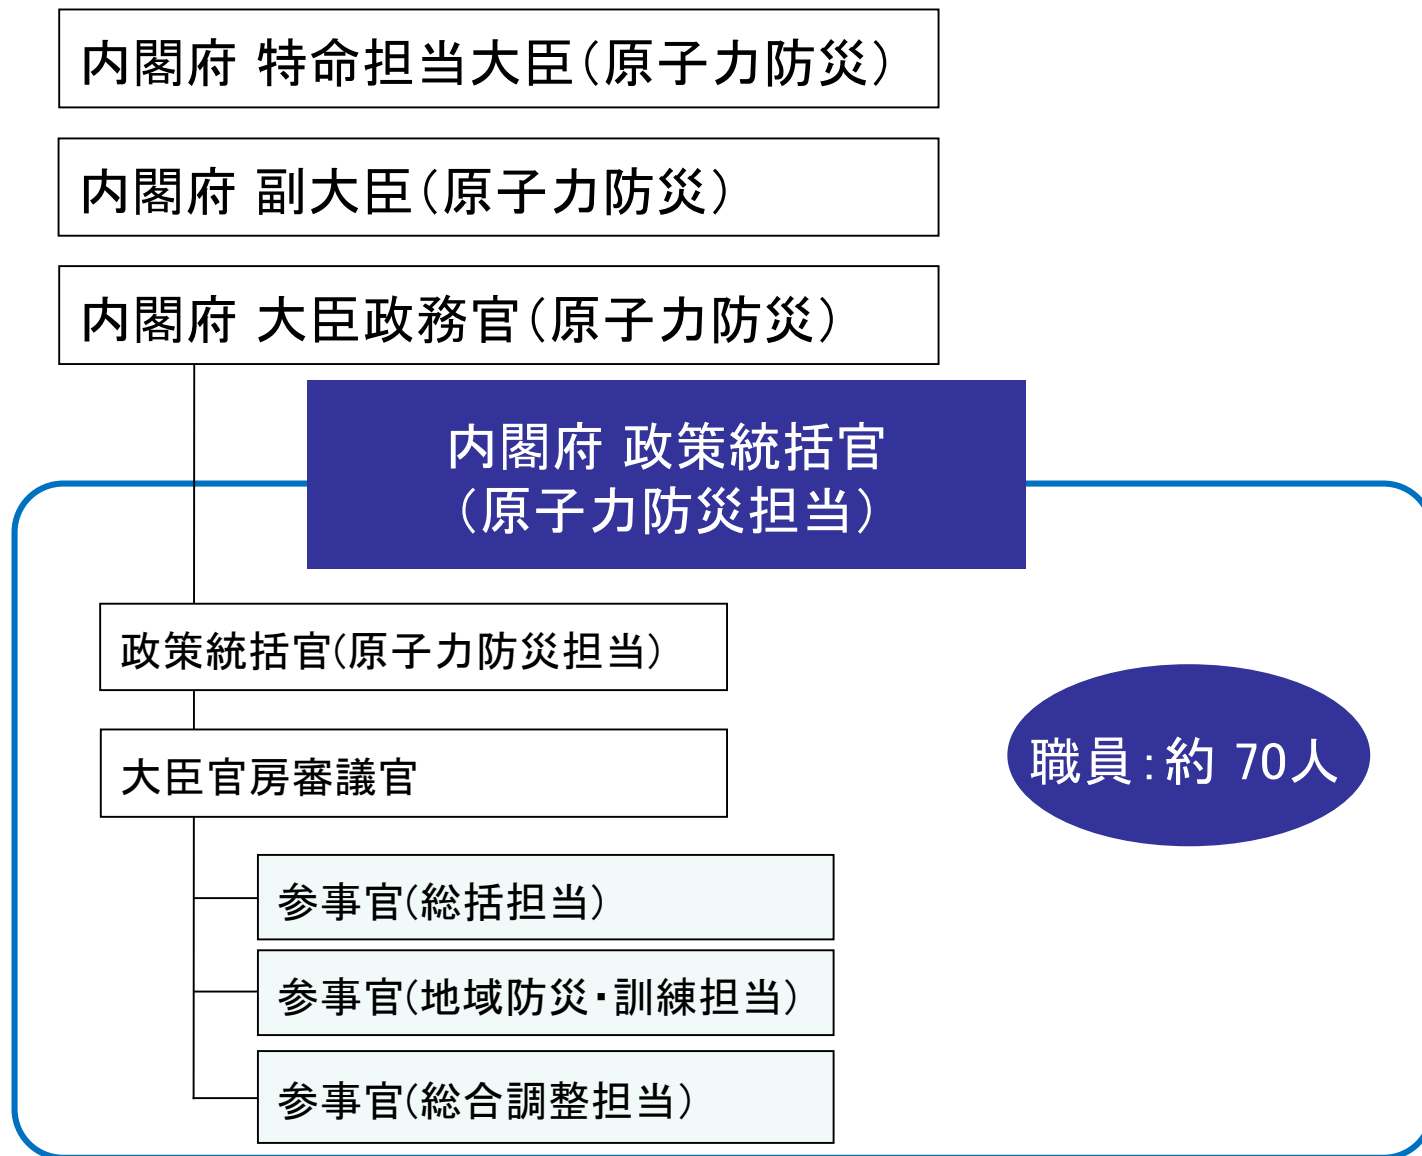 内閣府 特命担当大臣（原子力防災）
内閣府 副大臣（原子力防災）
内閣府 大臣政務官（原子力防災）
内閣府 政策統括官
（原子力防災担当）
政策統括官(原子力防災担当)
大臣官房審議官
職員：約 70人
参事官(総括担当)
参事官(地域防災・訓練担当)
参事官(総合調整担当)